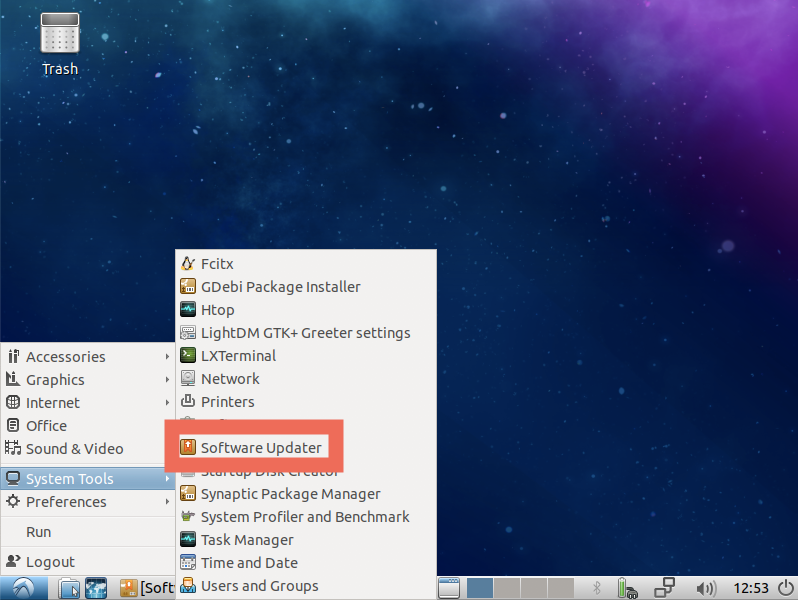 Trash
Fcitx
GDebi Package Installer
Htop
LightDM GTK+ Greeter settings
LXTerminal
Network
Printers
Software Updater
Startup Disk Creator
Synaptic Package Manager
System Profiler and Benchmark
Task Manager
Time and Date
Users and Groups
Accessories
Graphics
Internet
Office
Sound & Video
System Tools
Preferences
Run
Logout
[Soft
12:53